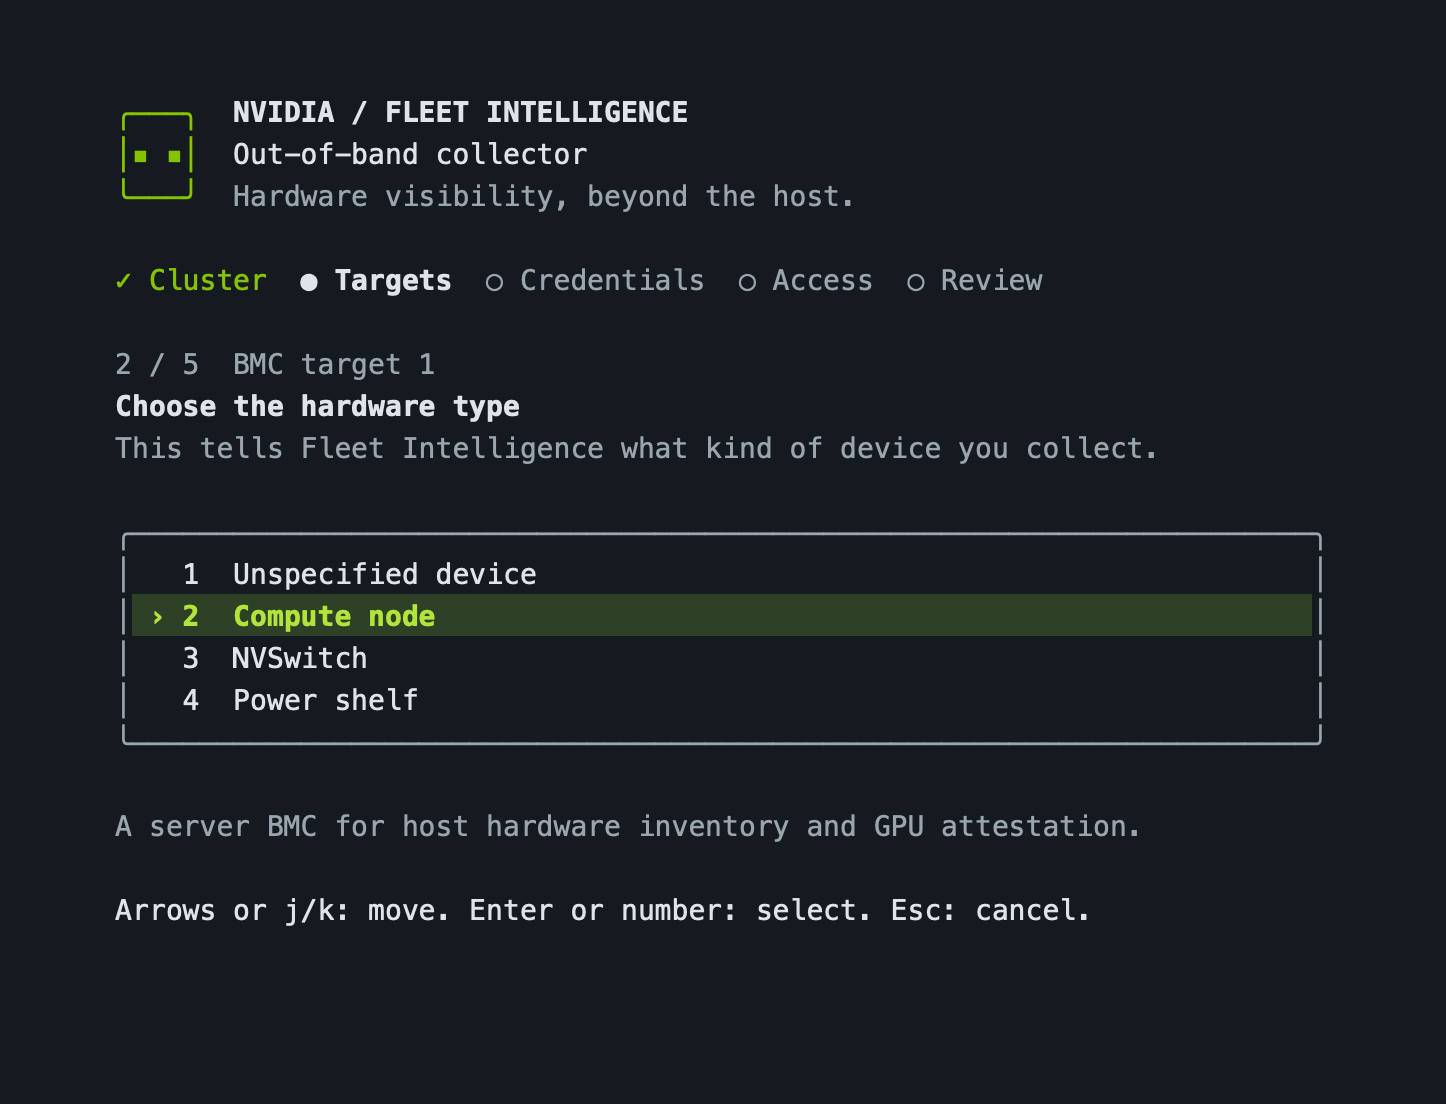 NVIDIA / FLEET INTELLIGENCE
Out-of-band collector
Hardware visibility, beyond the host.
✓ Cluster ● Targets ○ Credentials ○ Access ○ Review
2 / 5 BMC target 1
Choose the hardware type
This tells Fleet Intelligence what kind of device you collect.
1 Unspecified device
› 2 Compute node
3 NVSwitch
4 Power shelf
A server BMC for host hardware inventory and GPU attestation.
Arrows or j/k: move. Enter or number: select. Esc: cancel.